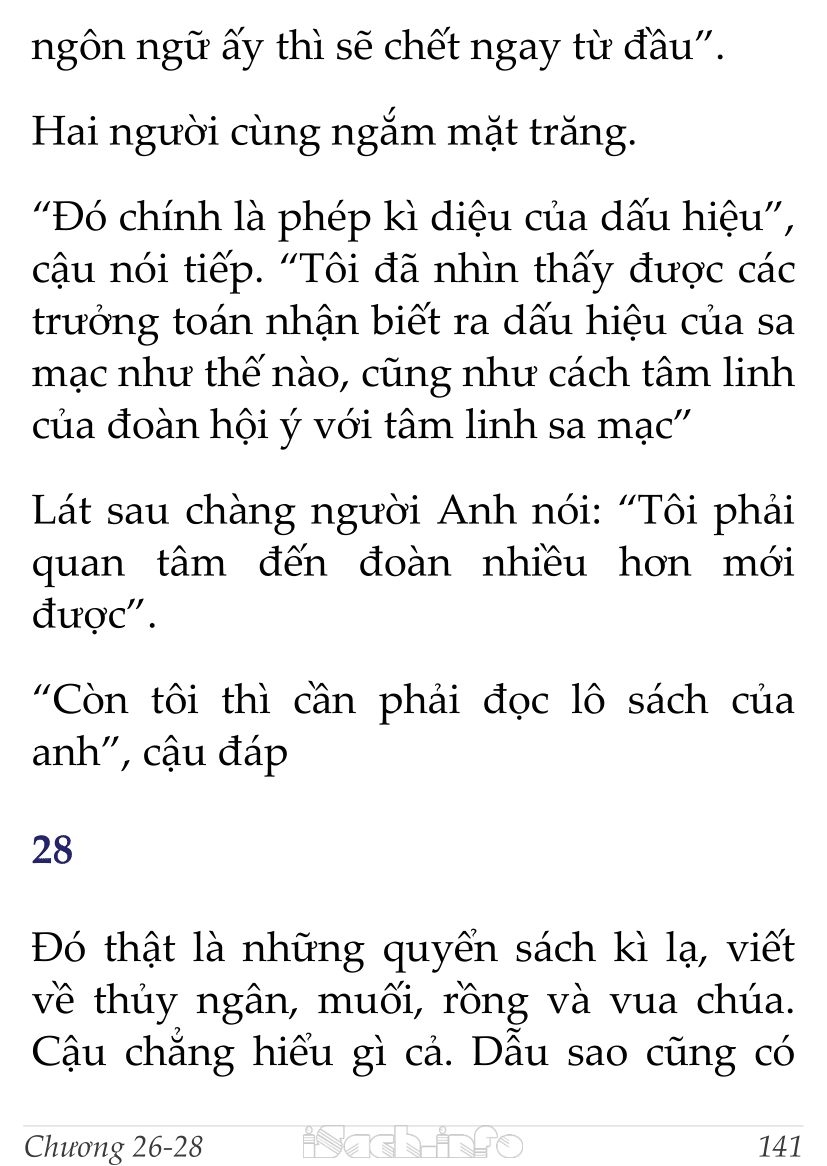 ngôn ngữ ấy thì sẽ chết ngay từ đầu”.
Hai người cùng ngắm mặt trăng.
“Đó chính là phép kì diệu của dấu hiệu”,
cậu nói tiếp. “Tôi đã nhìn thấy được các
trưởng toán nhận biết ra dấu hiệu của sa
mạc như thế nào, cũng như cách tâm linh
của đoàn hội ý với tâm linh sa mạc”
Lát sau chàng người Anh nói: “Tôi phải
quan tâm đến đoàn nhiều hơn mới
được”.
“Còn tôi thì cần phải đọc lô sách của
anh”, cậu đáp
28
Đó thật là những quyển sách kì lạ, viết
về thủy ngân, muối, rồng và vua chúa.
Cậu chẳng hiểu gì cả. Dẫu sao cũng có
Chương 26-28 iSach.info 141